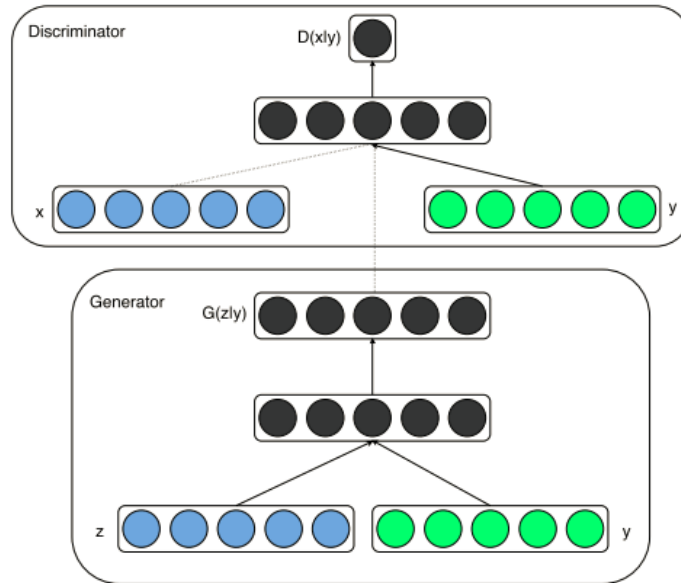 Discriminator
D(x|y)
x
y
Generator
G(z|y)
z
y